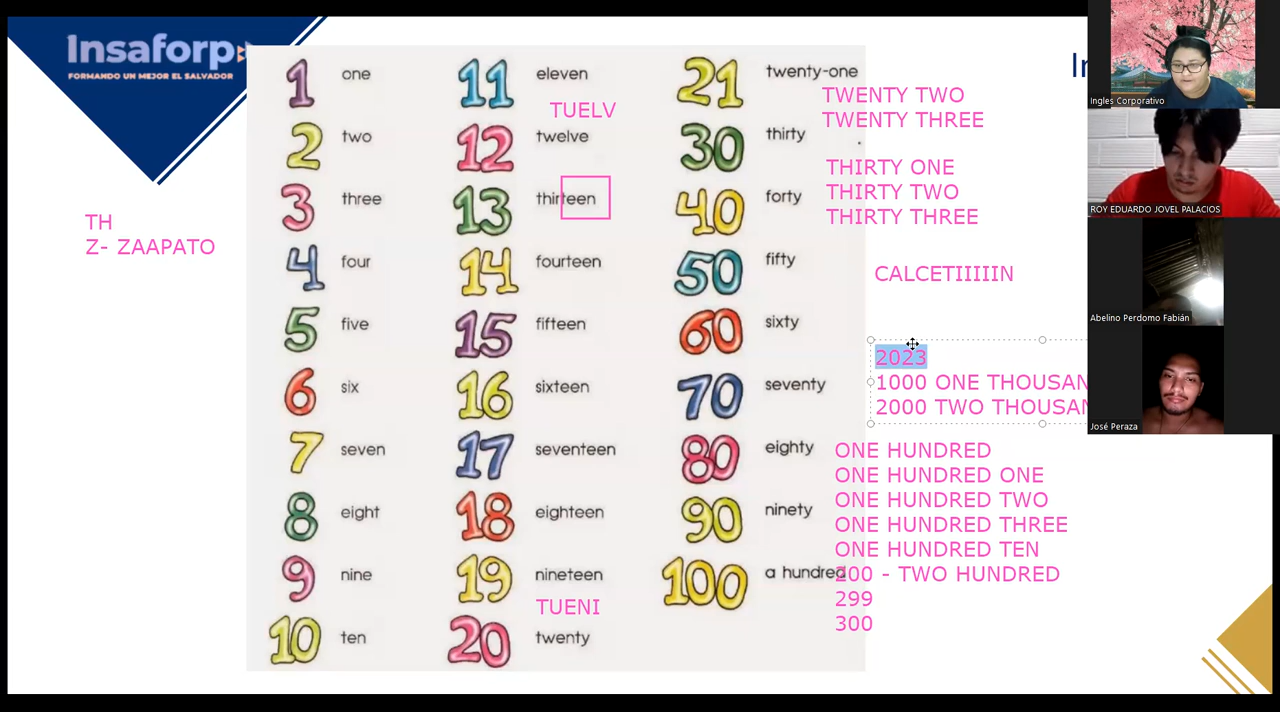 Insaforp
FORMANDO UN MEJOR EL SALVADOR
In
TH
Z- ZAAPATO
1 one
2 two
3 three
4 four
5 five
6 six
7 seven
8 eight
9 nine
10 ten
11 eleven
TUELV
12 twelve
13 thirteen
14 fourteen
15 fifteen
16 sixteen
17 seventeen
18 eighteen
19 nineteen
TUENI
20 twenty
21 twenty-one
30 thirty
40 forty
50 fifty
60 sixty
70 seventy
80 eighty
90 ninety
100 a hundred
TWENTY TWO
TWENTY THREE
THIRTY ONE
THIRTY TWO
THIRTY THREE
CALCETIIIIIN
2023
1000 ONE THOUSAN
2000 TWO THOUSAN
ONE HUNDRED
ONE HUNDRED ONE
ONE HUNDRED TWO
ONE HUNDRED THREE
ONE HUNDRED TEN
200 - TWO HUNDRED
299
300
Ingles Corporativo
ROY EDUARDO JOVEL PALACIOS
Abelino Perdomo Fabián
José Peraza